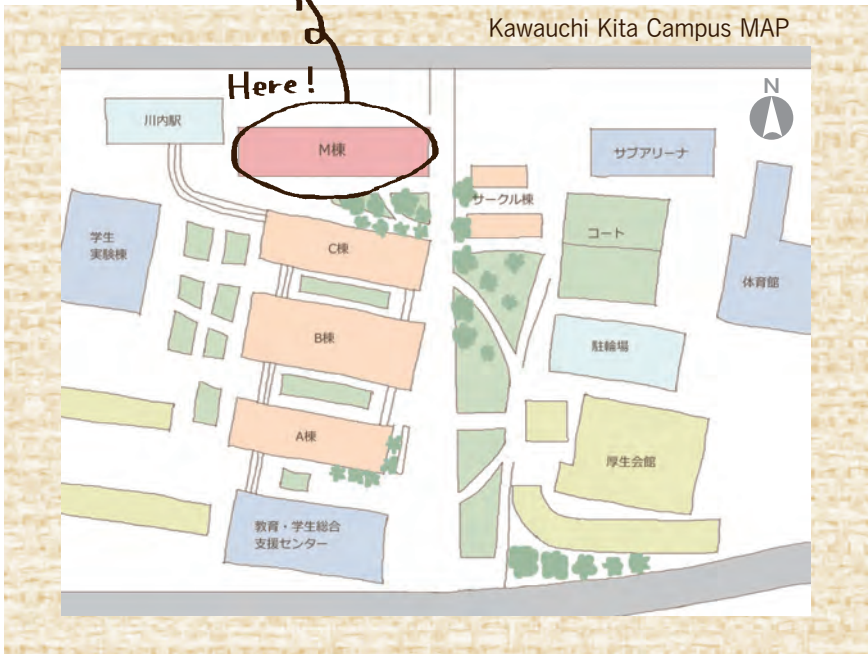 Kawauchi Kita Campus MAP
Here!
N
川内駅
M棟
サブアリーナ
サークル棟
学生
実験棟
C棟
コート
体育館
B棟
駐輪場
A棟
厚生会館
教育・学生総合
支援センター